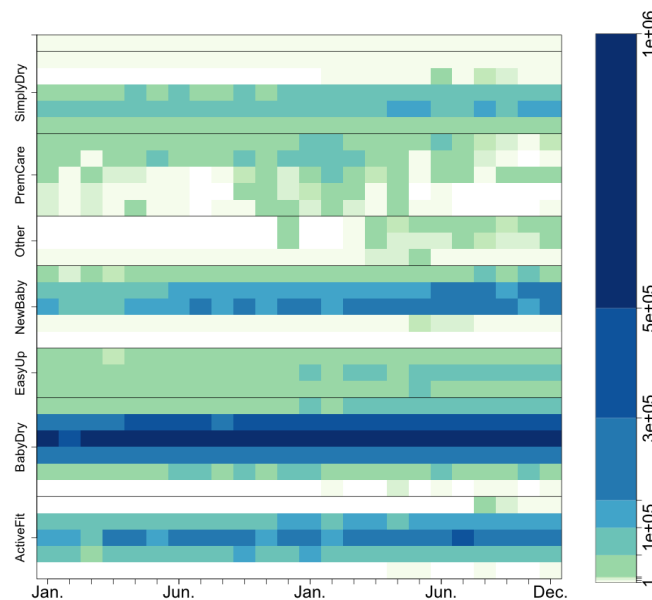 SimplyDry
PremCare
Other
NewBaby
EasyUp
BabyDry
ActiveFit
Jan.
Jun.
Jan.
Jun.
Dec.
1e+06
5e+05
3e+05
1e+05
1